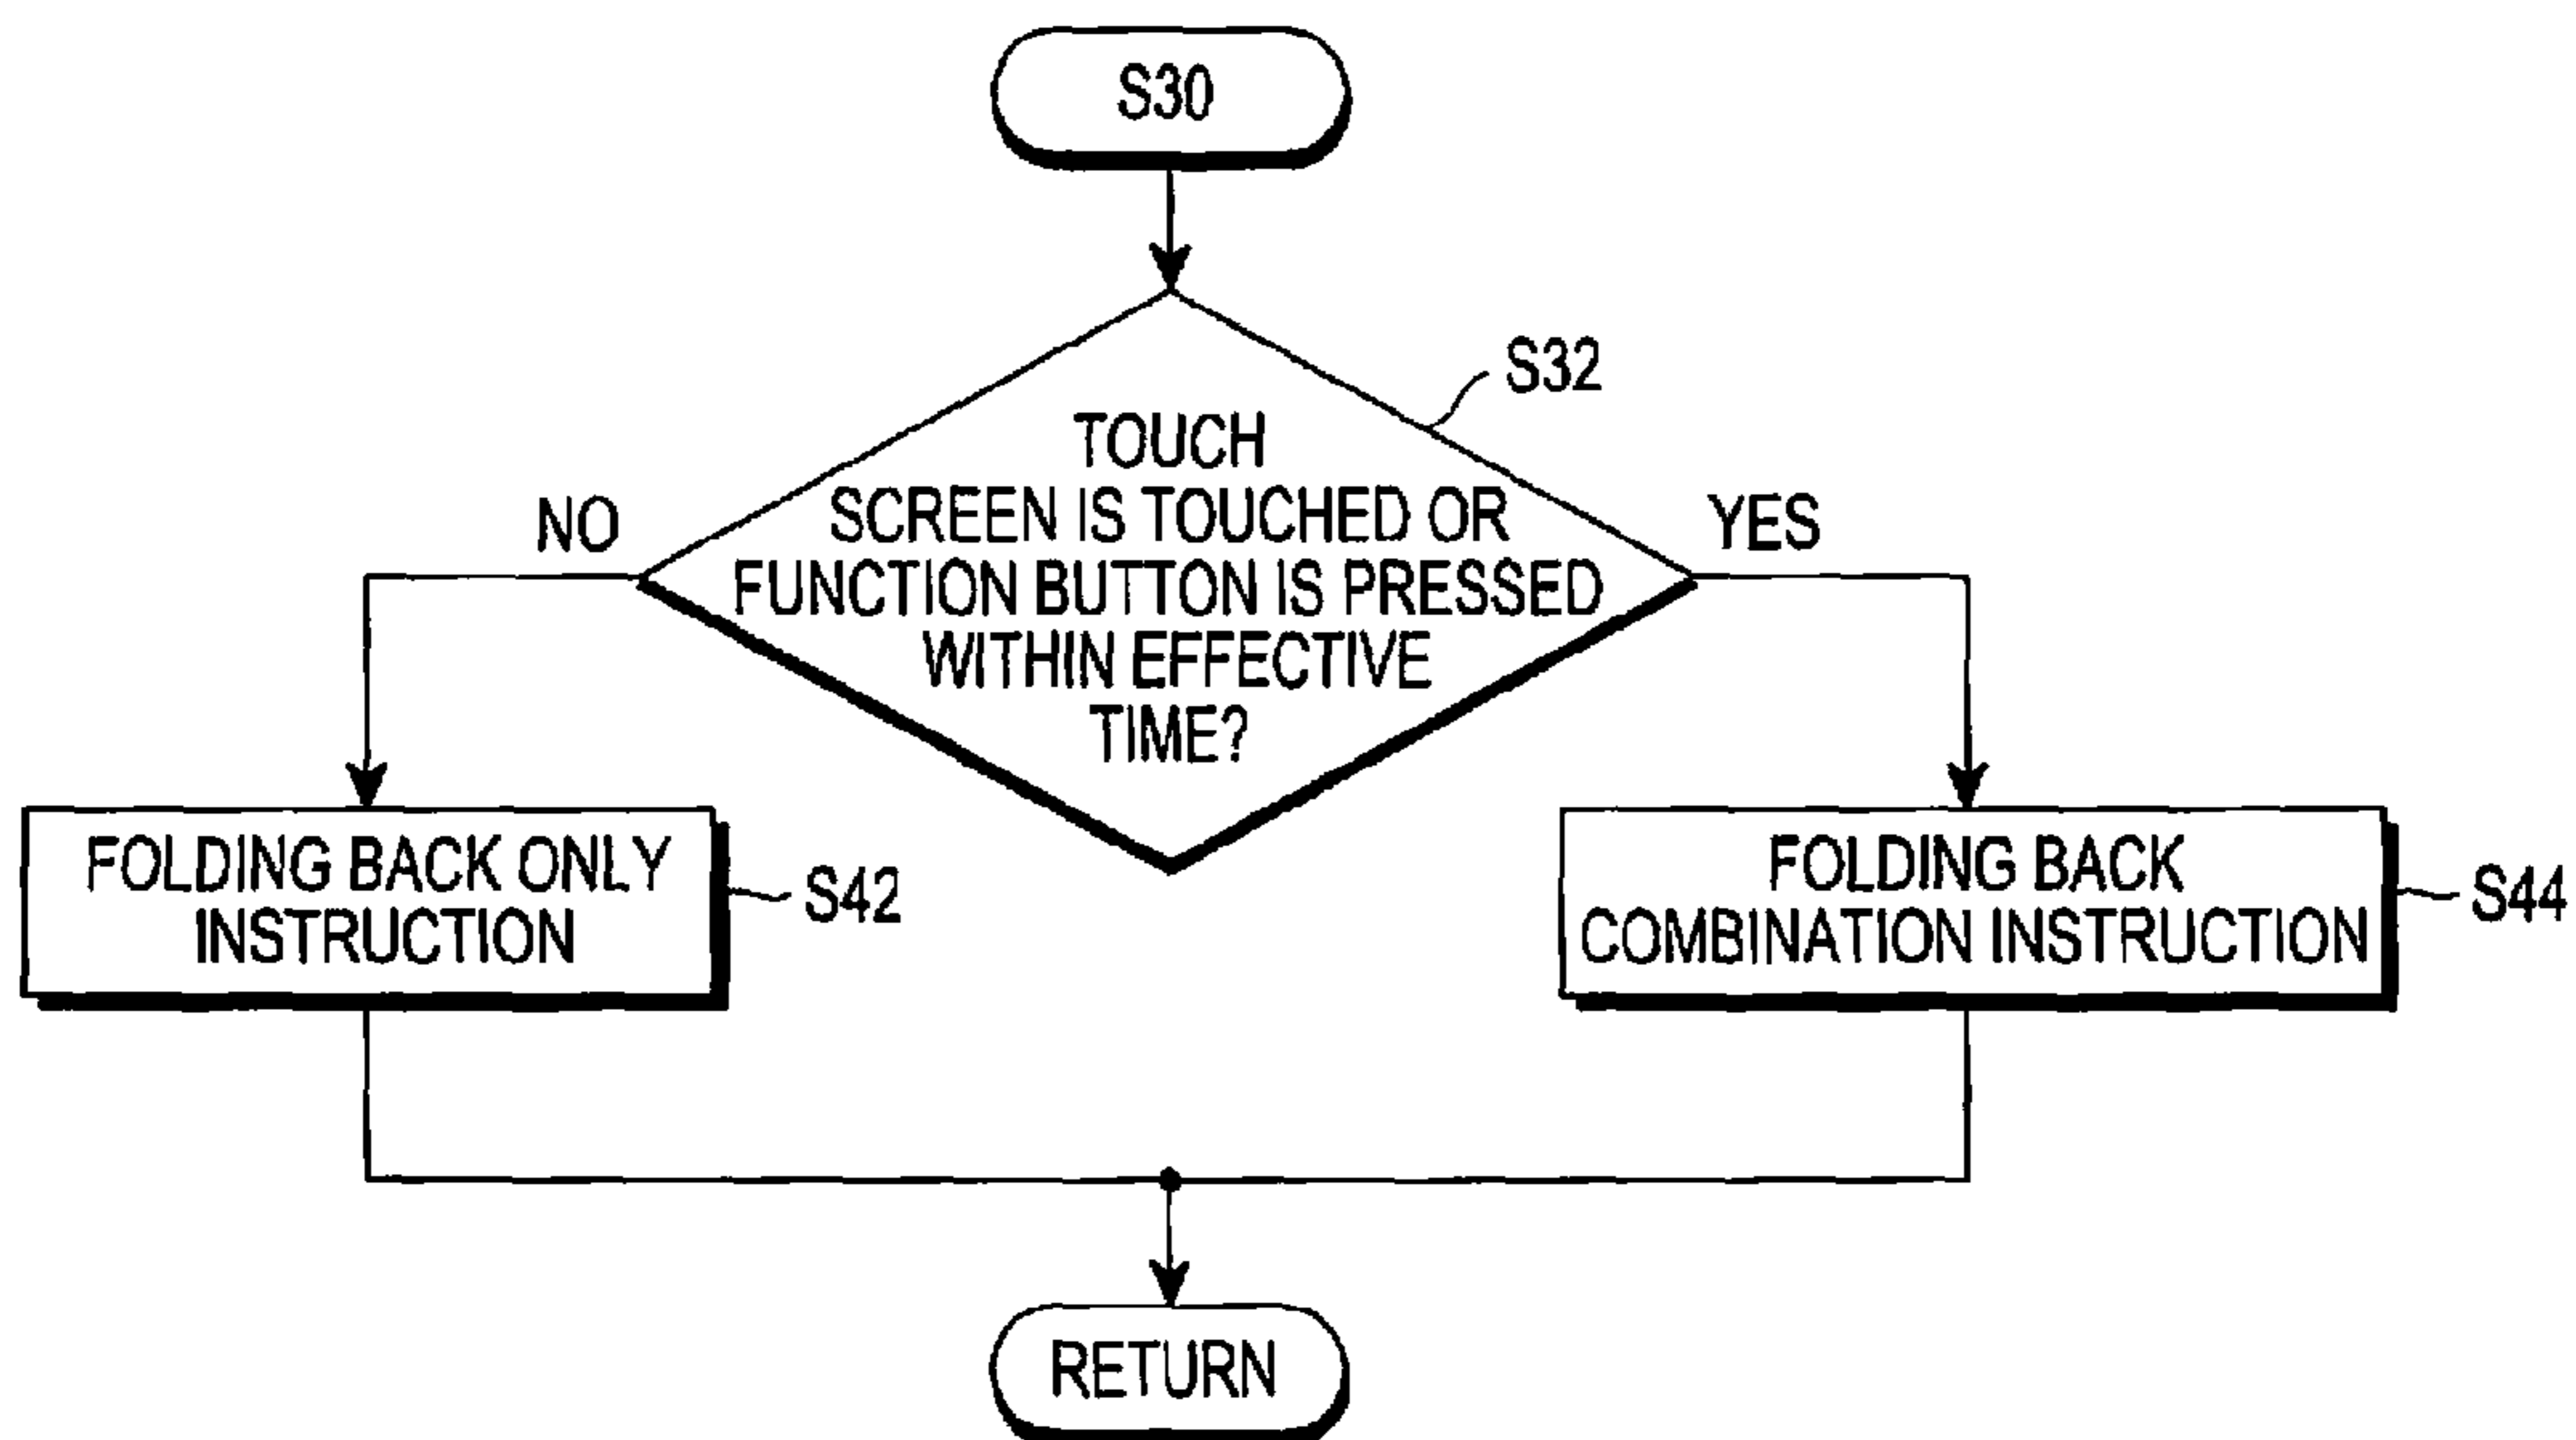 S30
S32
TOUCH
SCREEN IS TOUCHED OR
FUNCTION BUTTON IS PRESSED
WITHIN EFFECTIVE
TIME?
NO
YES
FOLDING BACK ONLY
INSTRUCTION
S42
FOLDING BACK
COMBINATION INSTRUCTION
S44
RETURN